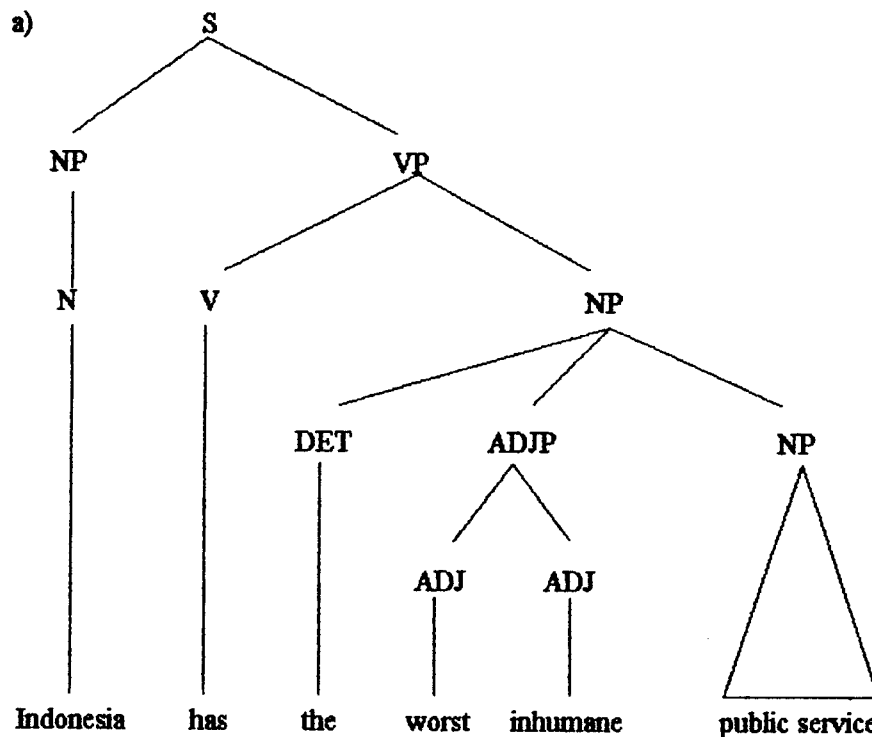 a) S
NP VP
N V NP
DET ADJP NP
ADJ ADJ
Indonesia has the worst inhumane public service